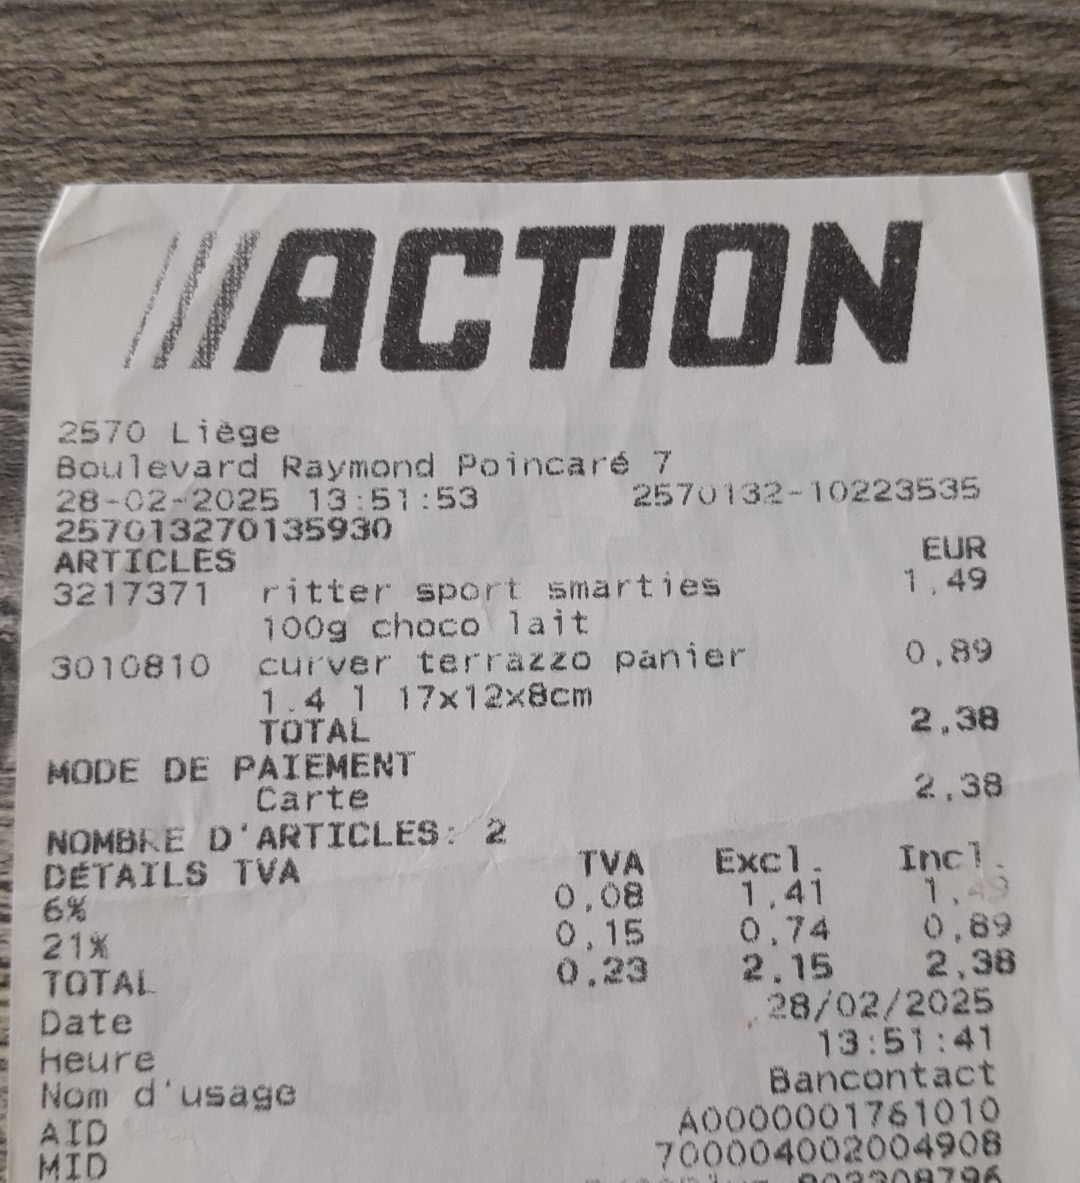 ACTION
2570 Liège
Boulevard Raymond Poincaré 7
28-02-2025 13:51:53 2570132-10223535
257013270135930
ARTICLES EUR
3217371 ritter sport smarties 1,49
100g choco lait
3010810 curver terrazzo panier 0,89
1.4 l 17x12x8cm
TOTAL 2,38
MODE DE PAIEMENT
Carte 2,38
NOMBRE D'ARTICLES: 2
DÉTAILS TVA TVA Excl. Incl.
6% 0,08 1,41 1,49
21% 0,15 0,74 0,89
TOTAL 0,23 2,15 2,38
Date 28/02/2025
Heure 13:51:41
Nom d'usage Bancontact
AID A0000001761010
MID 700004002004908